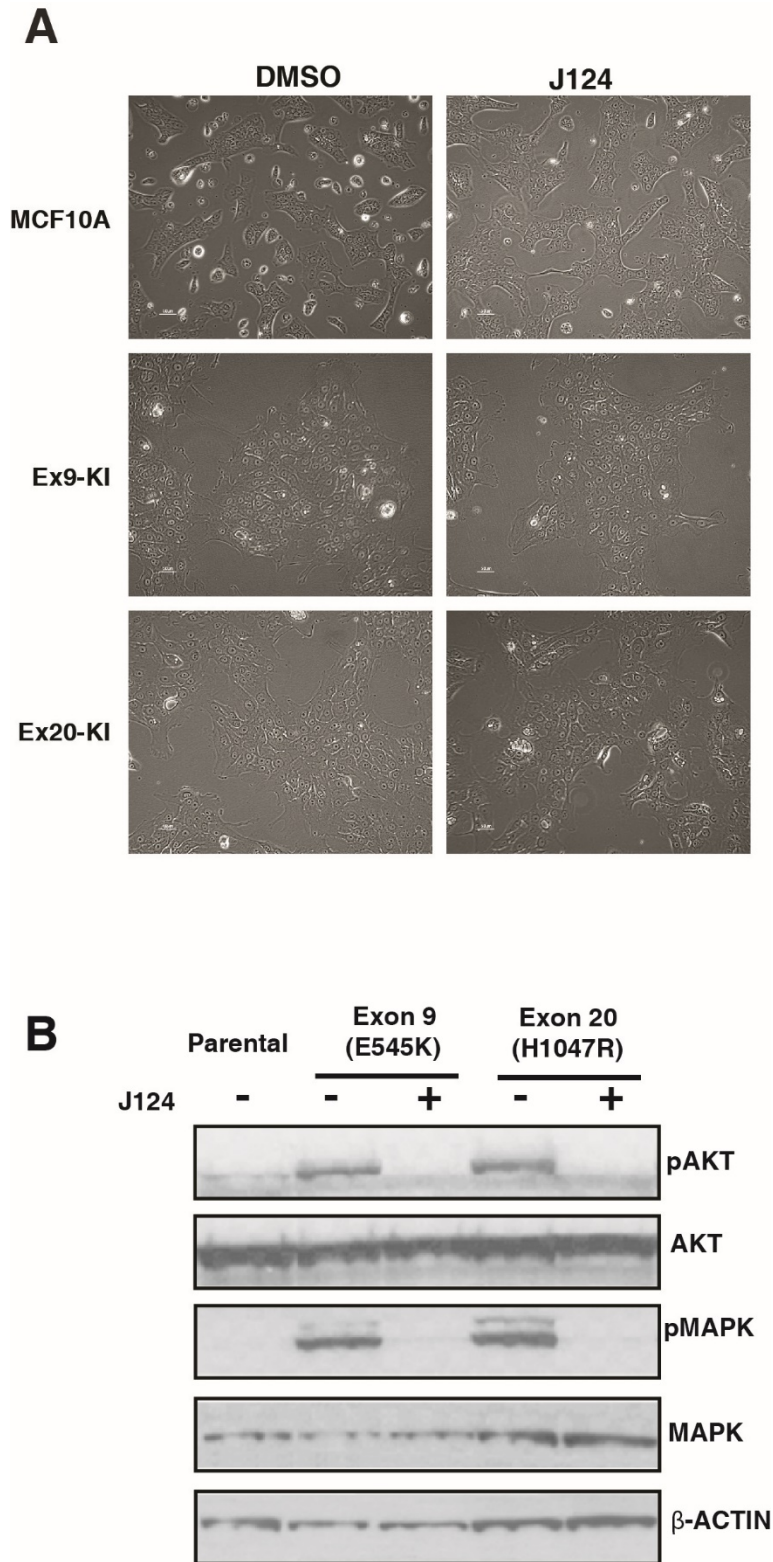 A
DMSO
J124
MCF10A
Ex9-KI
Ex20-KI
B
Parental
Exon 9
(E545K)
Exon 20
(H1047R)
J124 - - + - +
pAKT
AKT
pMAPK
MAPK
β-ACTIN